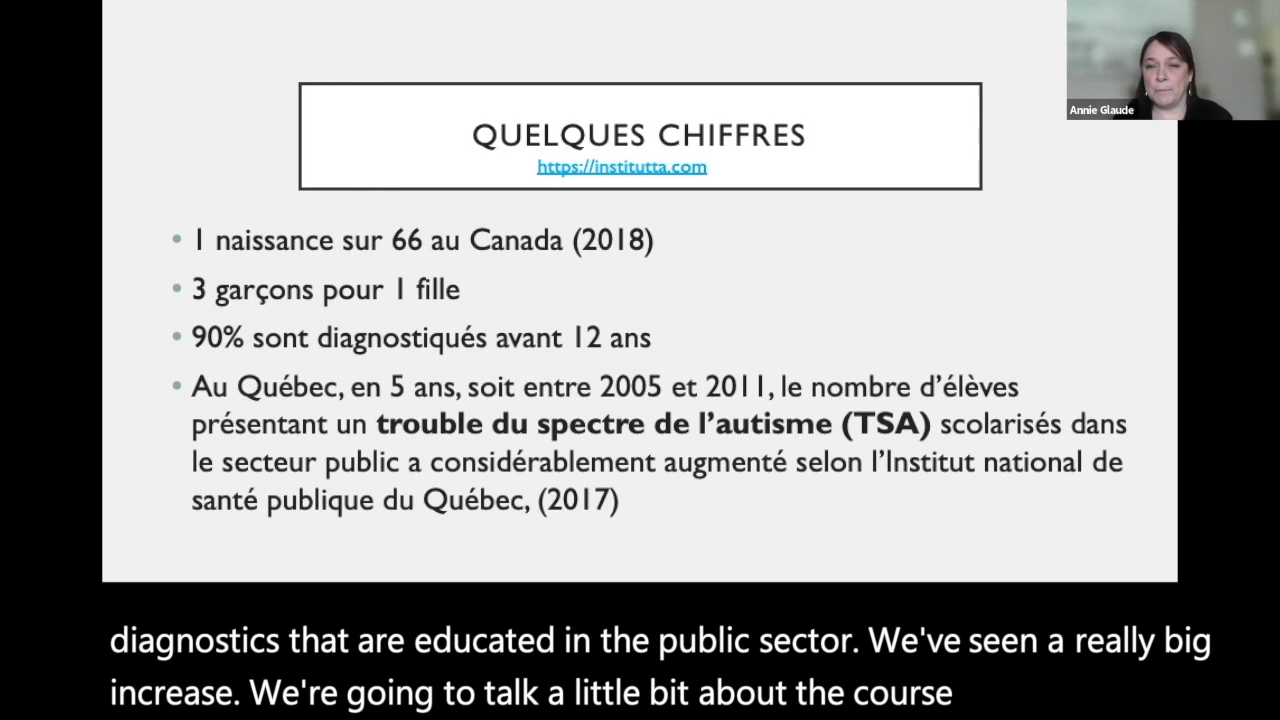 QUELQUES CHIFFRES
https://institutta.com
Annie Glaude
• 1 naissance sur 66 au Canada (2018)
• 3 garçons pour 1 fille
• 90% sont diagnostiqués avant 12 ans
• Au Québec, en 5 ans, soit entre 2005 et 2011, le nombre d'élèves
présentant un trouble du spectre de l'autisme (TSA) scolarisés dans
le secteur public a considérablement augmenté selon l'Institut national de
santé publique du Québec, (2017)
diagnostics that are educated in the public sector. We've seen a really big
increase. We're going to talk a little bit about the course